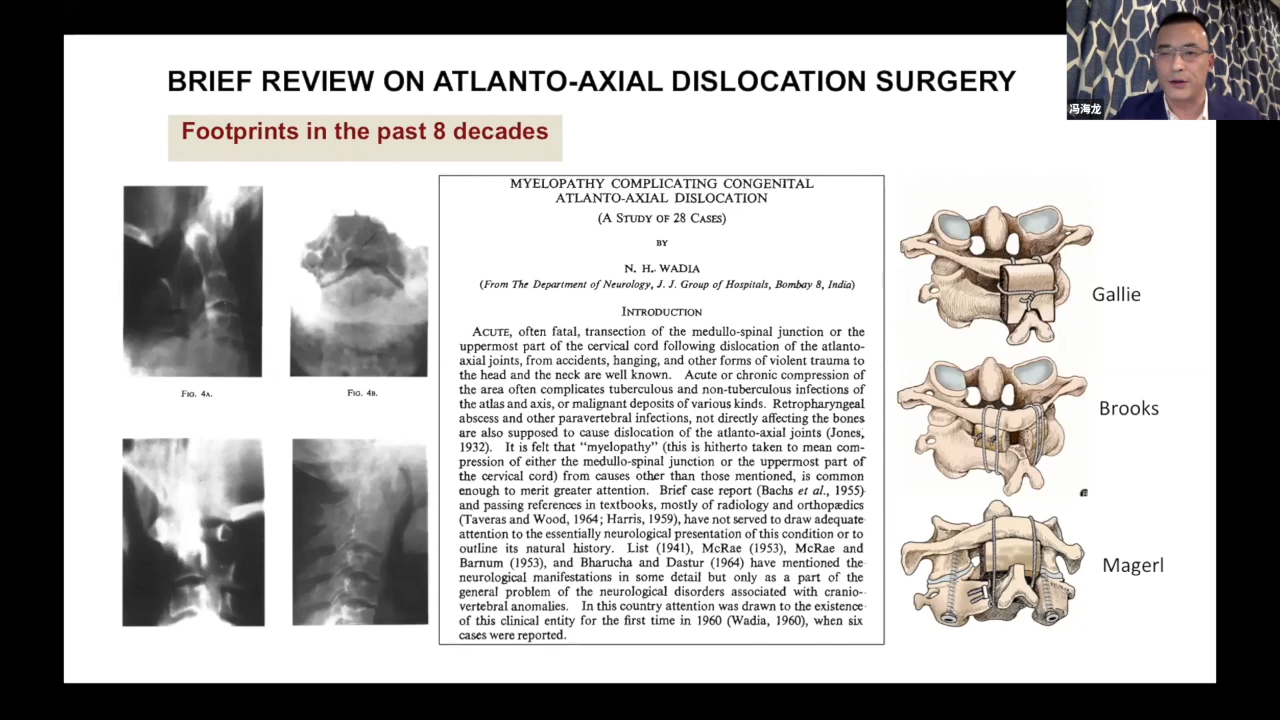 BRIEF REVIEW ON ATLANTO-AXIAL DISLOCATION SURGERY
冯海龙
Footprints in the past 8 decades
FIG. 4A.
FIG. 4B.
MYELOPATHY COMPLICATING CONGENITAL
ATLANTO-AXIAL DISLOCATION
(A STUDY OF 28 CASES)
BY
N. H. WADIA
(From The Department of Neurology, J. J. Group of Hospitals, Bombay 8, India)
INTRODUCTION
ACUTE, often fatal, transection of the medullo-spinal junction or the
uppermost part of the cervical cord following dislocation of the atlanto-
axial joints, from accidents, hanging, and other forms of violent trauma to
the head and the neck are well known. Acute or chronic compression of
the area often complicates tuberculous and non-tuberculous infections of
the atlas and axis, or malignant deposits of various kinds. Retropharyngeal
abscess and other paravertebral infections, not directly affecting the bones
are also supposed to cause dislocation of the atlanto-axial joints (Jones,
1932). It is felt that “myelopathy” (this is hitherto taken to mean com-
pression of either the medullo-spinal junction or the uppermost part of
the cervical cord) from causes other than those mentioned, is common
enough to merit greater attention. Brief case report (Bachs et al., 1955)
and passing references in textbooks, mostly of radiology and orthopædics
(Taveras and Wood, 1964; Harris, 1959), have not served to draw adequate
attention to the essentially neurological presentation of this condition or to
outline its natural history. List (1941), McRae (1953), McRae and
Barnum (1953), and Bharucha and Dastur (1964) have mentioned the
neurological manifestations in some detail but only as a part of the
general problem of the neurological disorders associated with cranio-
vertebral anomalies. In this country attention was drawn to the existence
of this clinical entity for the first time in 1960 (Wadia, 1960), when six
cases were reported.
Gallie
Brooks
Magerl